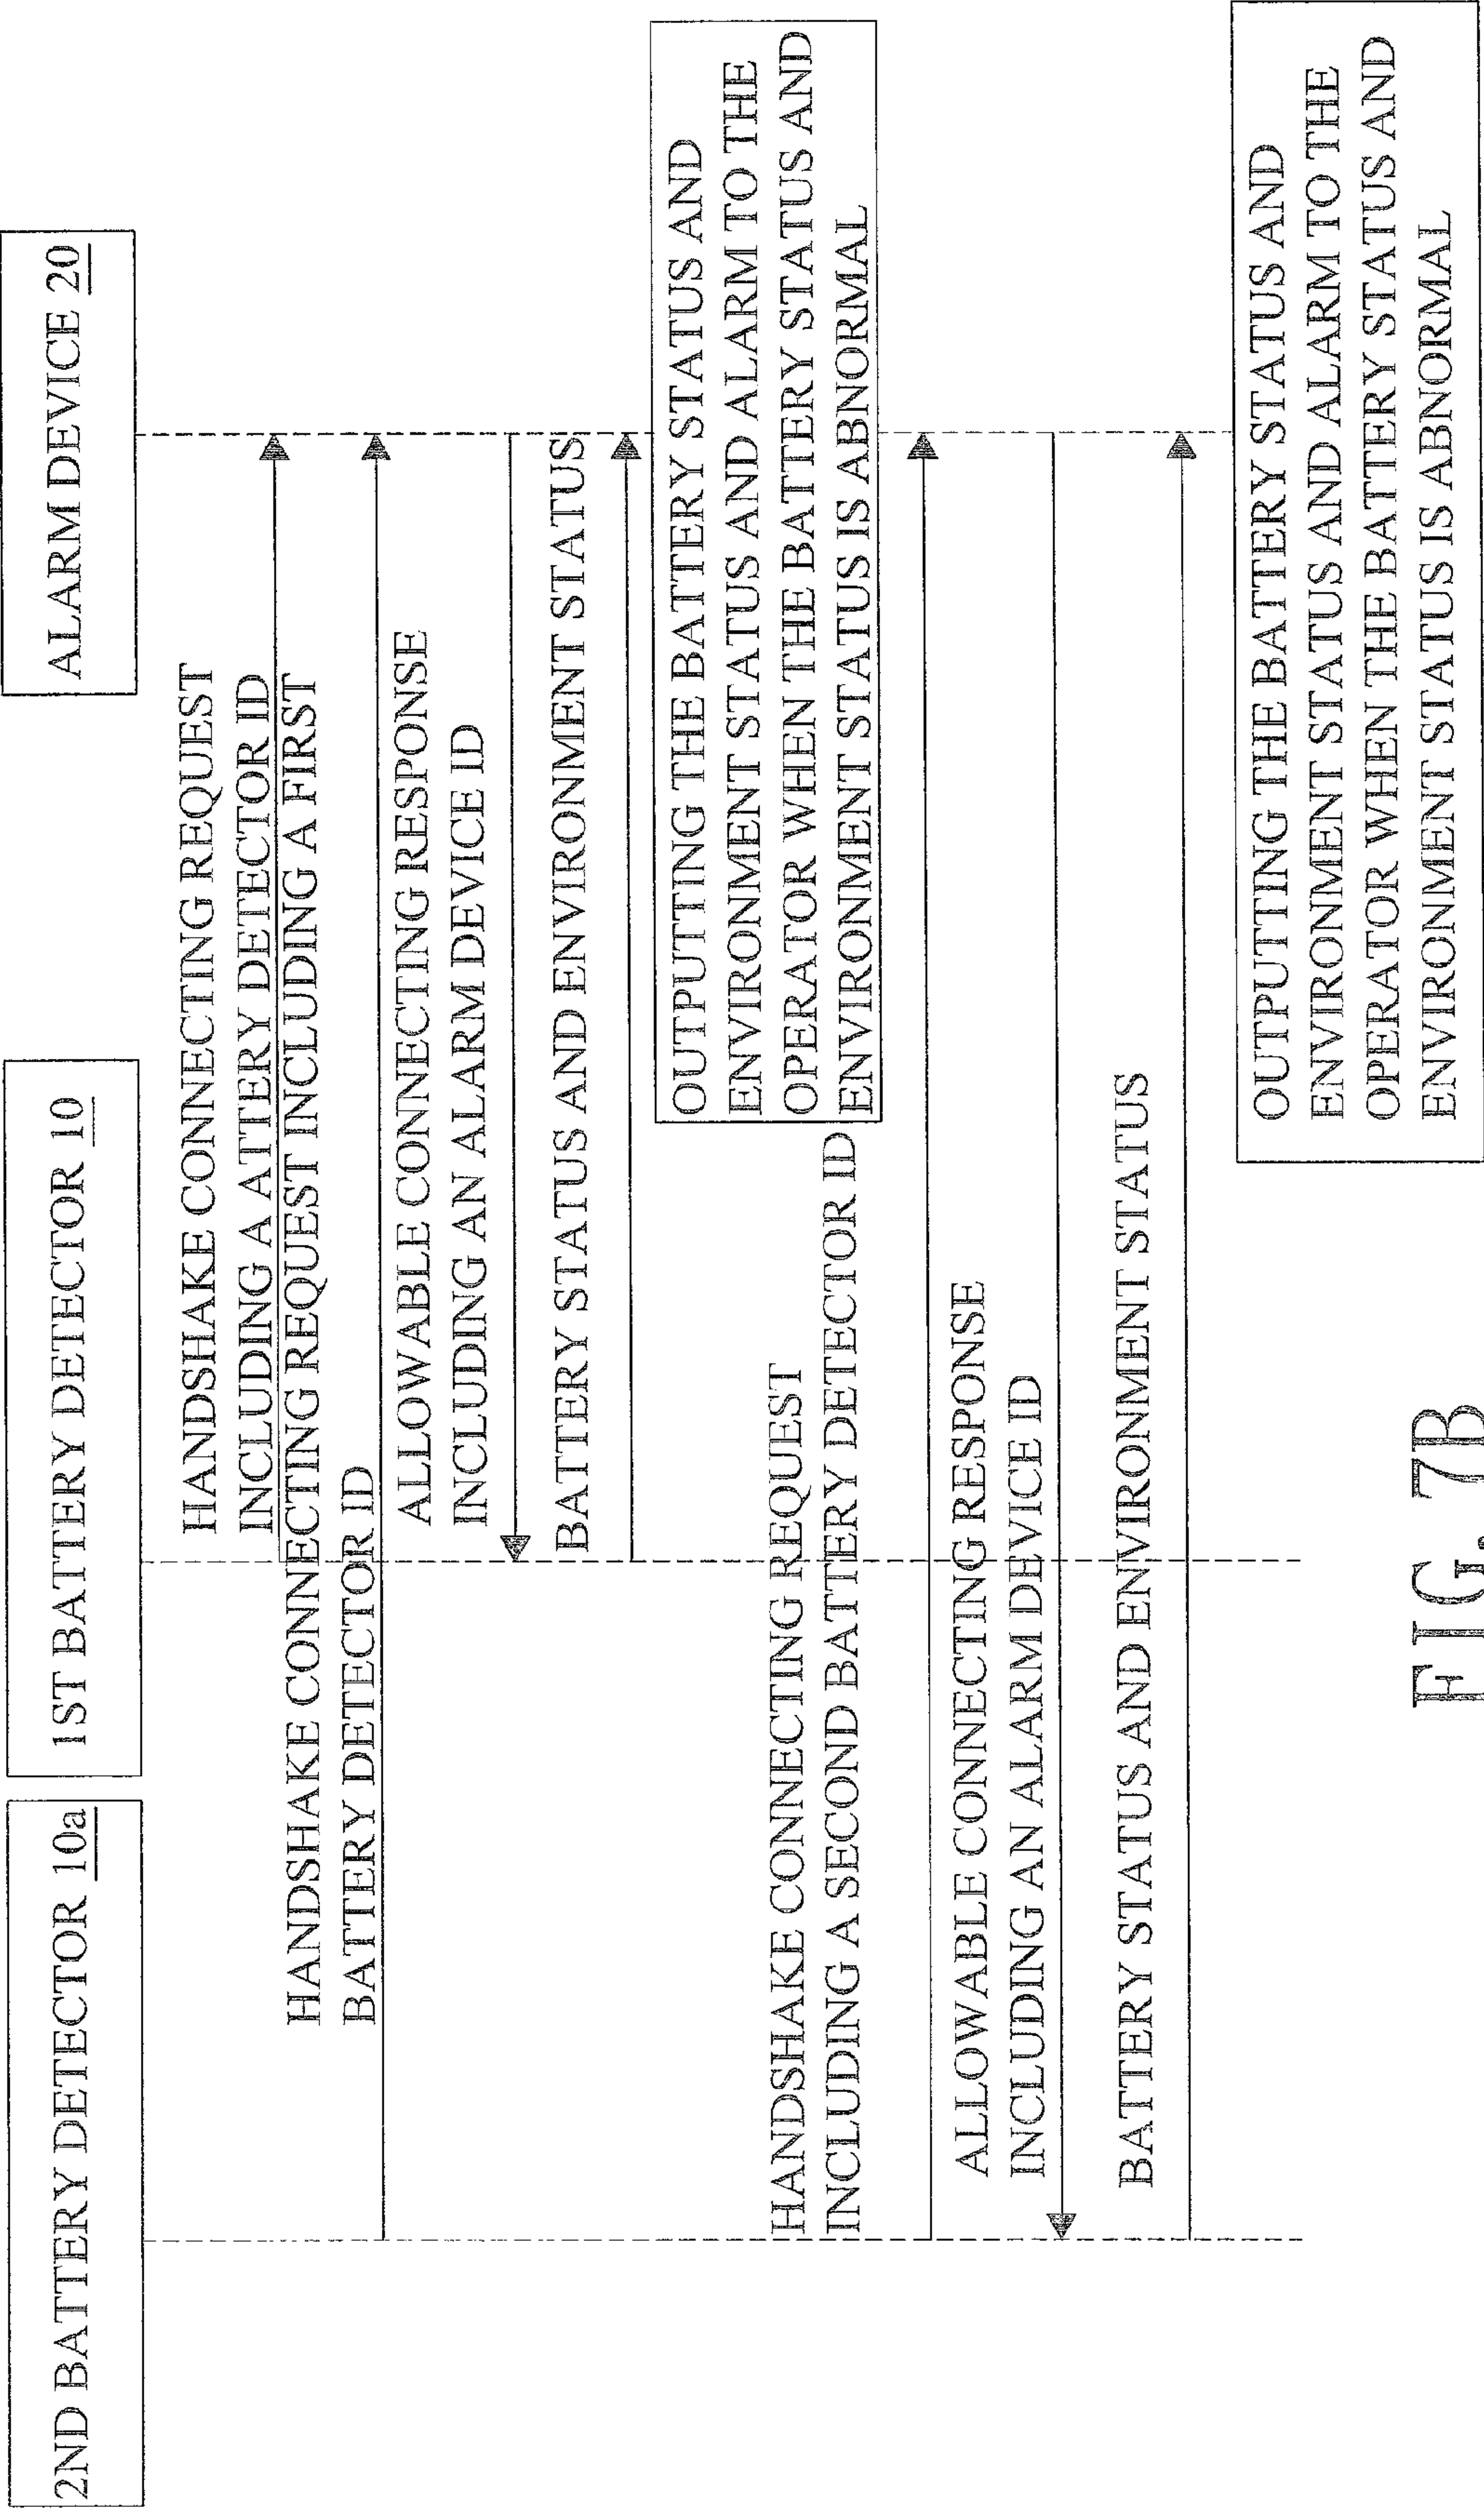 2ND BATTERY DETECTOR 10a
1ST BATTERY DETECTOR 10
ALARM DEVICE 20
HANDSHAKE CONNECTING REQUEST
INCLUDING A ATTERY DETECTOR ID
HANDSHAKE CONNECTING REQUEST INCLUDING A FIRST
BATTERY DETECTOR ID
ALLOWABLE CONNECTING RESPONSE
INCLUDING AN ALARM DEVICE ID
BATTERY STATUS AND ENVIRONMENT STATUS
OUTPUTTING THE BATTERY STATUS AND
ENVIRONMENT STATUS AND ALARM TO THE
OPERATOR WHEN THE BATTERY STATUS AND
ENVIRONMENT STATUS IS ABNORMAL
HANDSHAKE CONNECTING REQUEST
INCLUDING A SECOND BATTERY DETECTOR ID
ALLOWABLE CONNECTING RESPONSE
INCLUDING AN ALARM DEVICE ID
BATTERY STATUS AND ENVIRONMENT STATUS
OUTPUTTING THE BATTERY STATUS AND
ENVIRONMENT STATUS AND ALARM TO THE
OPERATOR WHEN THE BATTERY STATUS AND
ENVIRONMENT STATUS IS ABNORMAL
FIG. 7B